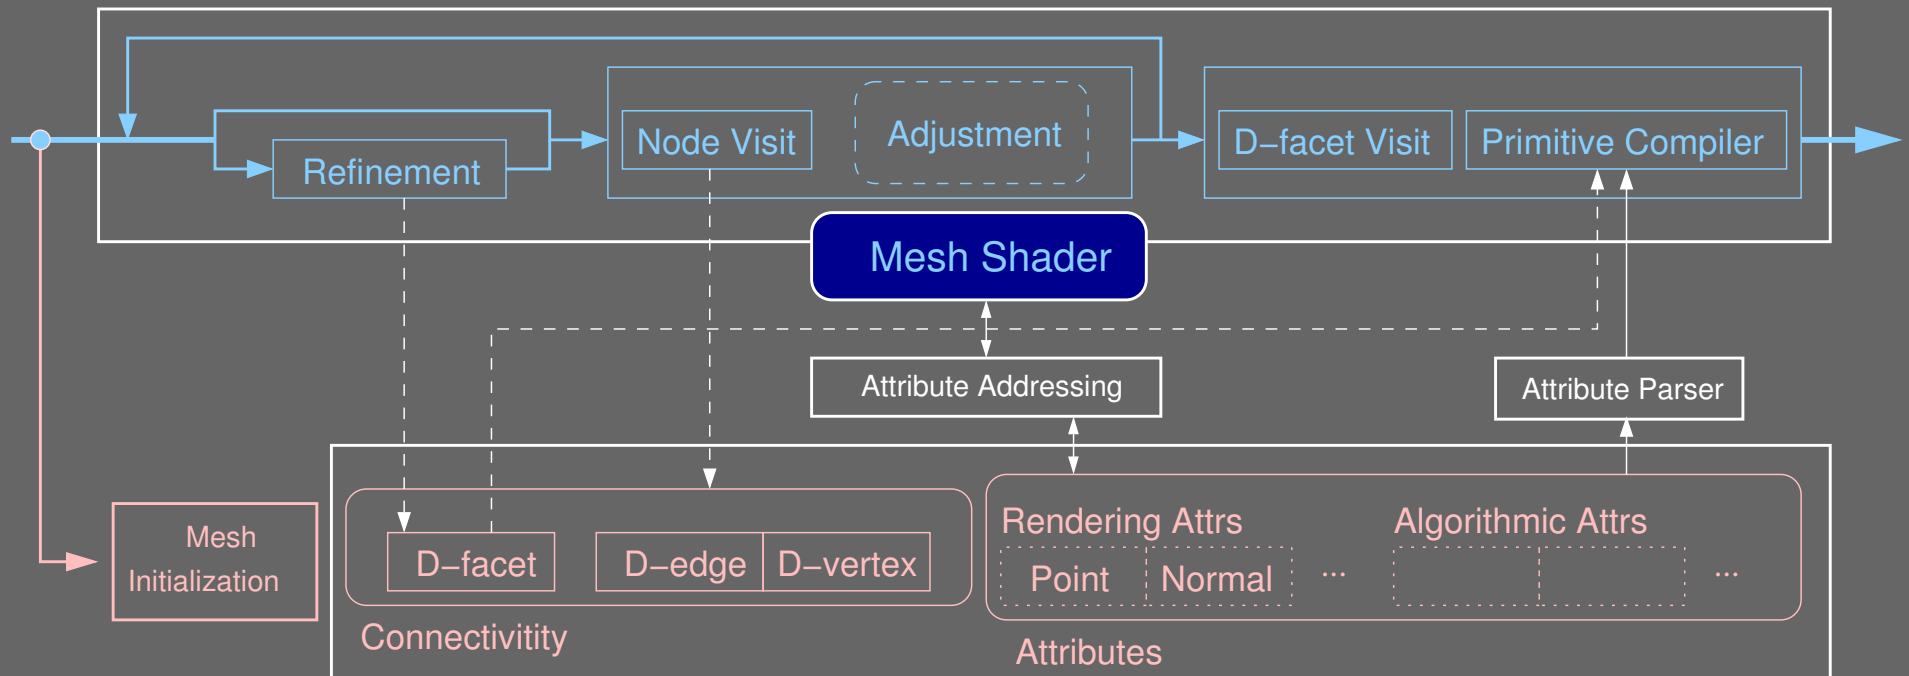 Node Visit
Adjustment
D−facet Visit
Primitive Compiler
Refinement
Mesh Shader
Attribute Addressing
Attribute Parser
Mesh
Initialization
D−facet
D−edge
D−vertex
Rendering Attrs
Algorithmic Attrs
Point
Normal
...
...
Connectivitity
Attributes